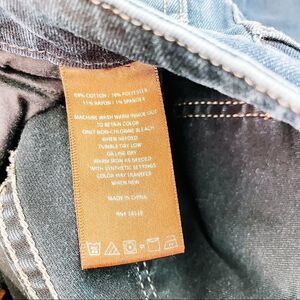 69% COTTON / 19% POLYESTER
11% RAYON / 1% SPANDEX
MACHINE WASH WARM INSIDE OUT
TO RETAIN COLOR
ONLY NON-CHLORINE BLEACH
WHEN NEEDED
TUMBLE DRY LOW
OR LINE DRY
WARM IRON AS NEEDED
WITH SYNTHETIC SETTINGS
COLOR MAY TRANSFER
WHEN NEW
MADE IN CHINA
RN#